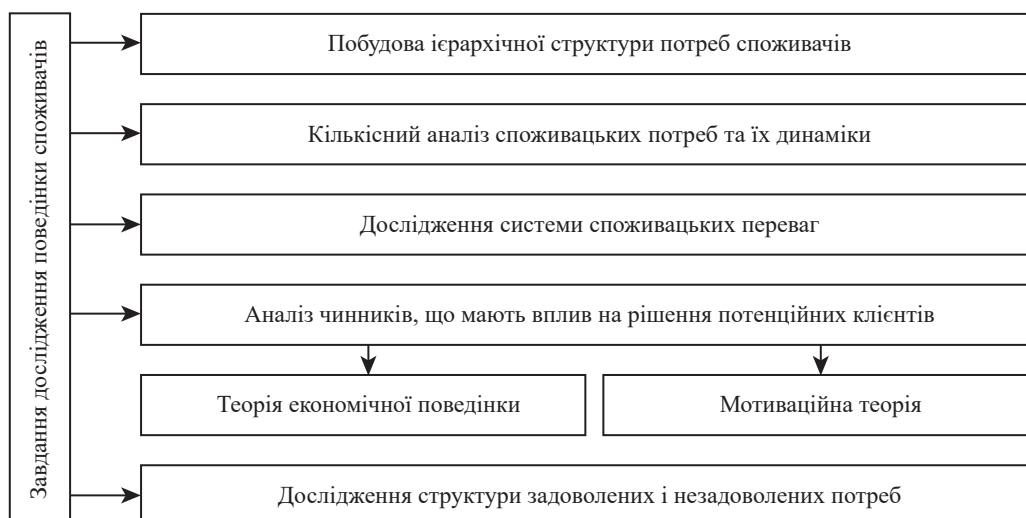 Завдання дослідження поведінки споживачів
Побудова ієрархічної структури потреб споживачів
Кількісний аналіз споживацьких потреб та їх динаміки
Дослідження системи споживацьких переваг
Аналіз чинників, що мають вплив на рішення потенційних клієнтів
Теорія економічної поведінки
Мотиваційна теорія
Дослідження структури задоволених і незадоволених потреб